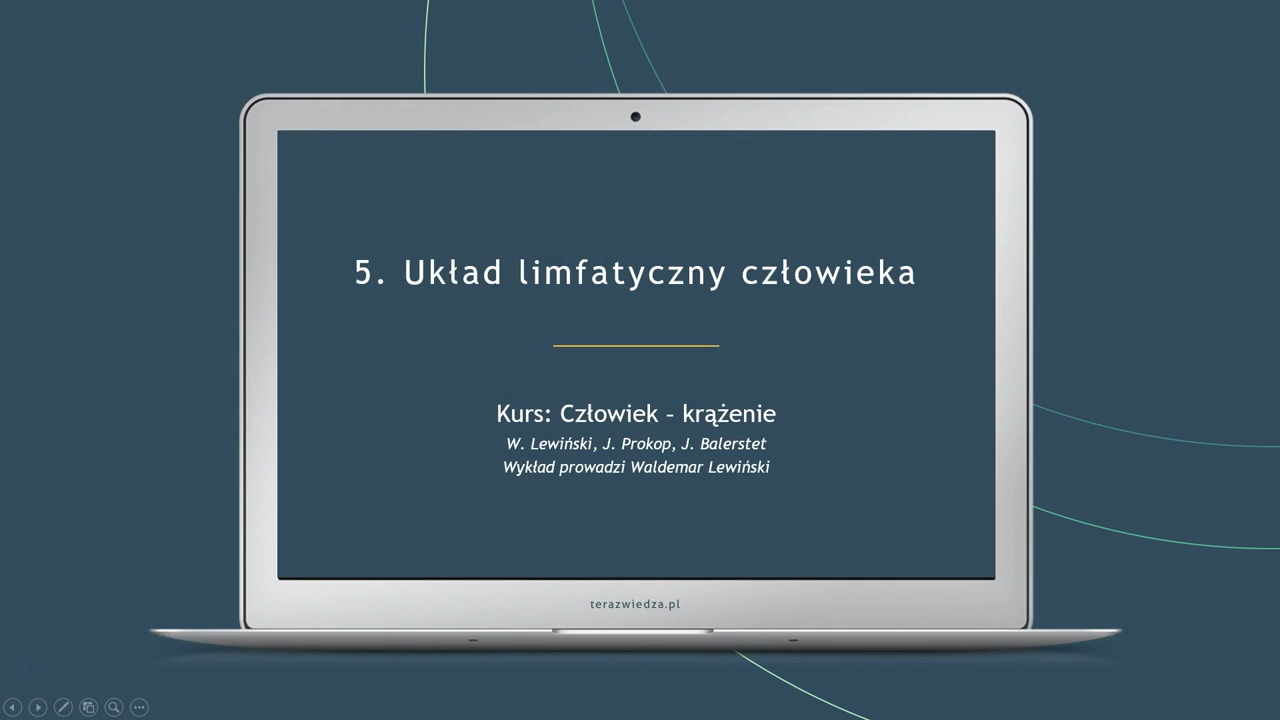 5. Układ limfatyczny człowieka
Kurs: Człowiek – krążenie
W. Lewiński, J. Prokop, J. Balerstet
Wykład prowadzi Waldemar Lewiński
terazwiedza.pl